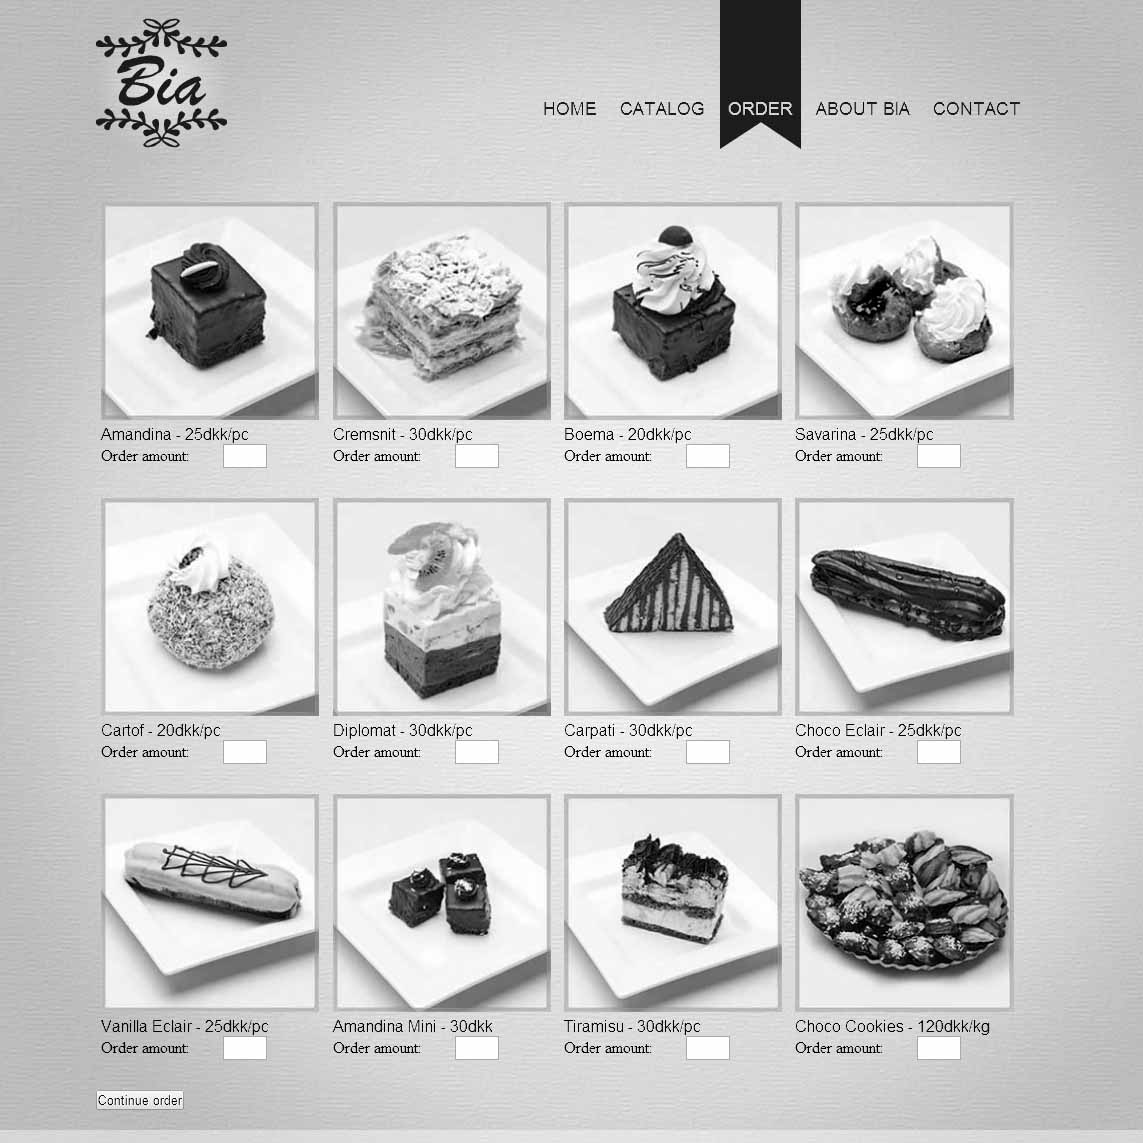 Bia
HOME CATALOG ORDER ABOUT BIA CONTACT
Amandina - 25dkk/pc
Order amount:
Cremsnit - 30dkk/pc
Order amount:
Boema - 20dkk/pc
Order amount:
Savarina - 25dkk/pc
Order amount:
Cartof - 20dkk/pc
Order amount:
Diplomat - 30dkk/pc
Order amount:
Carpati - 30dkk/pc
Order amount:
Choco Eclair - 25dkk/pc
Order amount:
Vanilla Eclair - 25dkk/pc
Order amount:
Amandina Mini - 30dkk
Order amount:
Tiramisu - 30dkk/pc
Order amount:
Choco Cookies - 120dkk/kg
Order amount:
Continue order